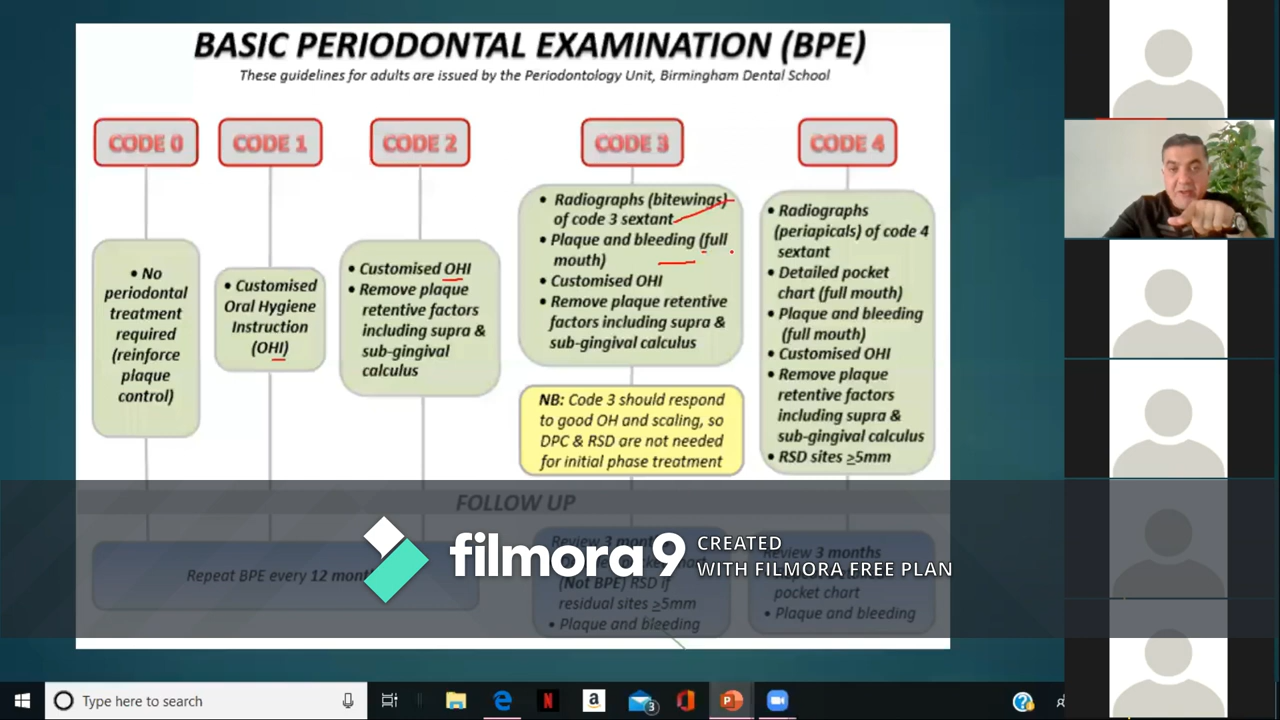 BASIC PERIODONTAL EXAMINATION (BPE)
These guidelines for adults are issued by the Periodontology Unit, Birmingham Dental School
CODE 0
CODE 1
CODE 2
CODE 3
CODE 4
• No
periodontal
treatment
required
(reinforce
plaque
control)
• Customised
Oral Hygiene
Instruction
(OHI)
• Customised OHI
• Remove plaque
retentive factors
including supra &
sub-gingival
calculus
• Radiographs (bitewings)
of code 3 sextant
• Plaque and bleeding (full
mouth)
• Customised OHI
• Remove plaque retentive
factors including supra &
sub-gingival calculus
NB: Code 3 should respond
to good OH and scaling, so
DPC & RSD are not needed
for initial phase treatment
• Radiographs
(periapicals) of code 4
sextant
• Detailed pocket
chart (full mouth)
• Plaque and bleeding
(full mouth)
• Customised OHI
• Remove plaque
retentive factors
including supra &
sub-gingival calculus
• RSD sites ≥5mm
FOLLOW UP
Repeat BPE every 12
Review 3
(Not BPE) RSD if
residual sites ≥5mm
• Plaque and bleeding
Review 3 months
pocket chart
• Plaque and bleeding
filmora9
CREATED
WITH FILMORA FREE PLAN
Type here to search
3